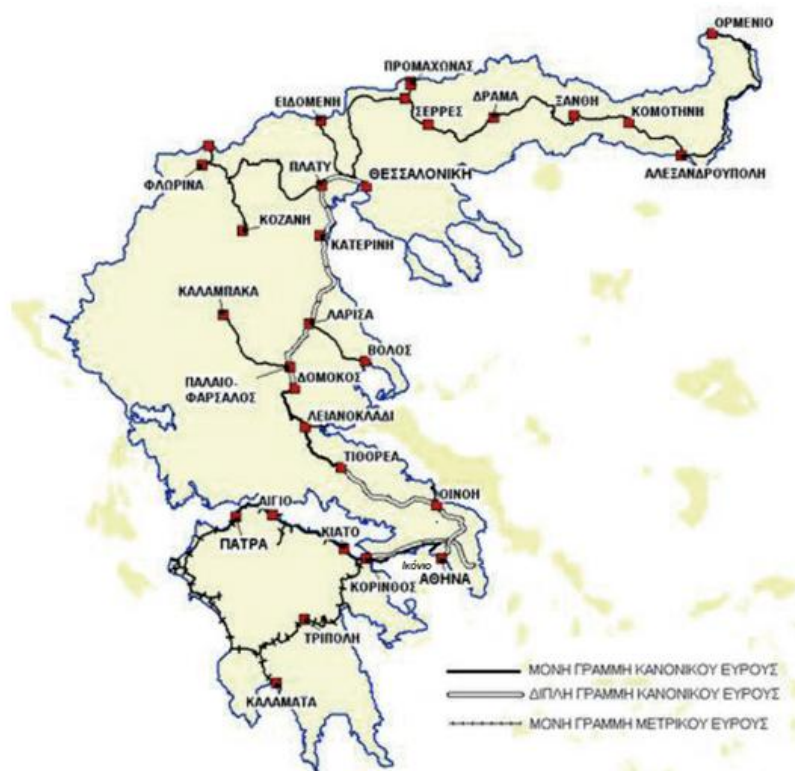 ΟΡΜΕΝΙΟ
ΠΡΟΜΑΧΩΝΑΣ
ΕΙΔΟΜΕΝΗ
ΣΕΡΡΕΣ
ΔΡΑΜΑ
ΞΑΝΘΗ
ΚΟΜΟΤΗΝΗ
ΦΛΩΡΙΝΑ
ΠΛΑΤΥ
ΘΕΣΣΑΛΟΝΙΚΗ
ΑΛΕΞΑΝΔΡΟΥΠΟΛΗ
ΚΟΖΑΝΗ
ΚΑΤΕΡΙΝΗ
ΚΑΛΑΜΠΑΚΑ
ΛΑΡΙΣΑ
ΒΟΛΟΣ
ΠΑΛΑΙΟ-
ΦΑΡΣΑΛΟΣ
ΔΟΜΟΚΟΣ
ΛΕΙΑΝΟΚΛΑΔΙ
ΤΙΘΟΡΕΑ
ΟΙΝΟΗ
ΑΙΓΙΟ
ΠΑΤΡΑ
ΚΙΑΤΟ
Ικόνιο
ΑΘΗΝΑ
ΚΟΡΙΝΘΟΣ
ΤΡΙΠΟΛΗ
ΚΑΛΑΜΑΤΑ
ΜΟΝΗ ΓΡΑΜΜΗ ΚΑΝΟΝΙΚΟΥ ΕΥΡΟΥΣ
ΔΙΠΛΗ ΓΡΑΜΜΗ ΚΑΝΟΝΙΚΟΥ ΕΥΡΟΥΣ
ΜΟΝΗ ΓΡΑΜΜΗ ΜΕΤΡΙΚΟΥ ΕΥΡΟΥΣ